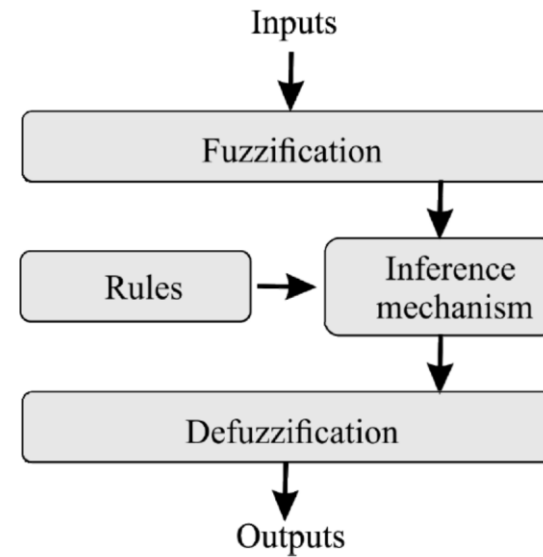 Inputs
Fuzzification
Rules
Inference
mechanism
Defuzzification
Outputs